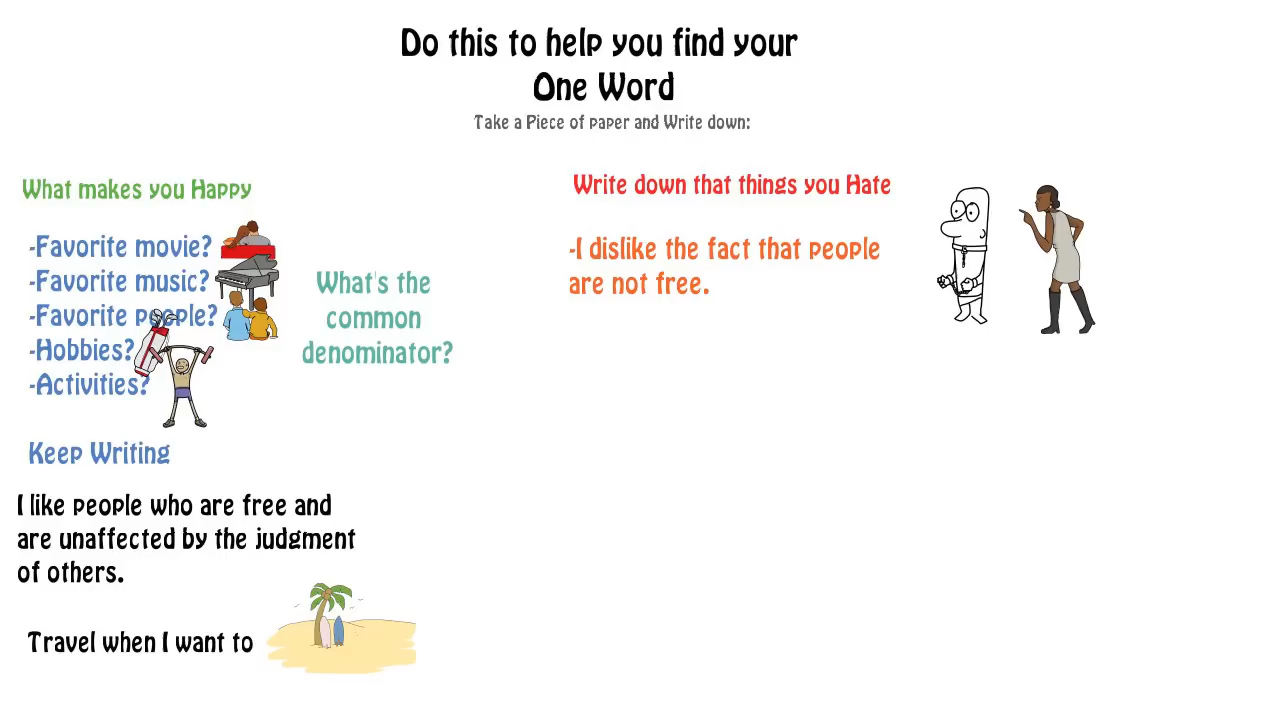 Do this to help you find your
One Word
Take a Piece of paper and Write down:
What makes you Happy
-Favorite movie?
-Favorite music?
-Favorite people?
-Hobbies?
-Activities?
What's the
common
denominator?
Keep Writing
I like people who are free and
are unaffected by the judgment
of others.
Travel when I want to
Write down that things you Hate
-I dislike the fact that people
are not free.